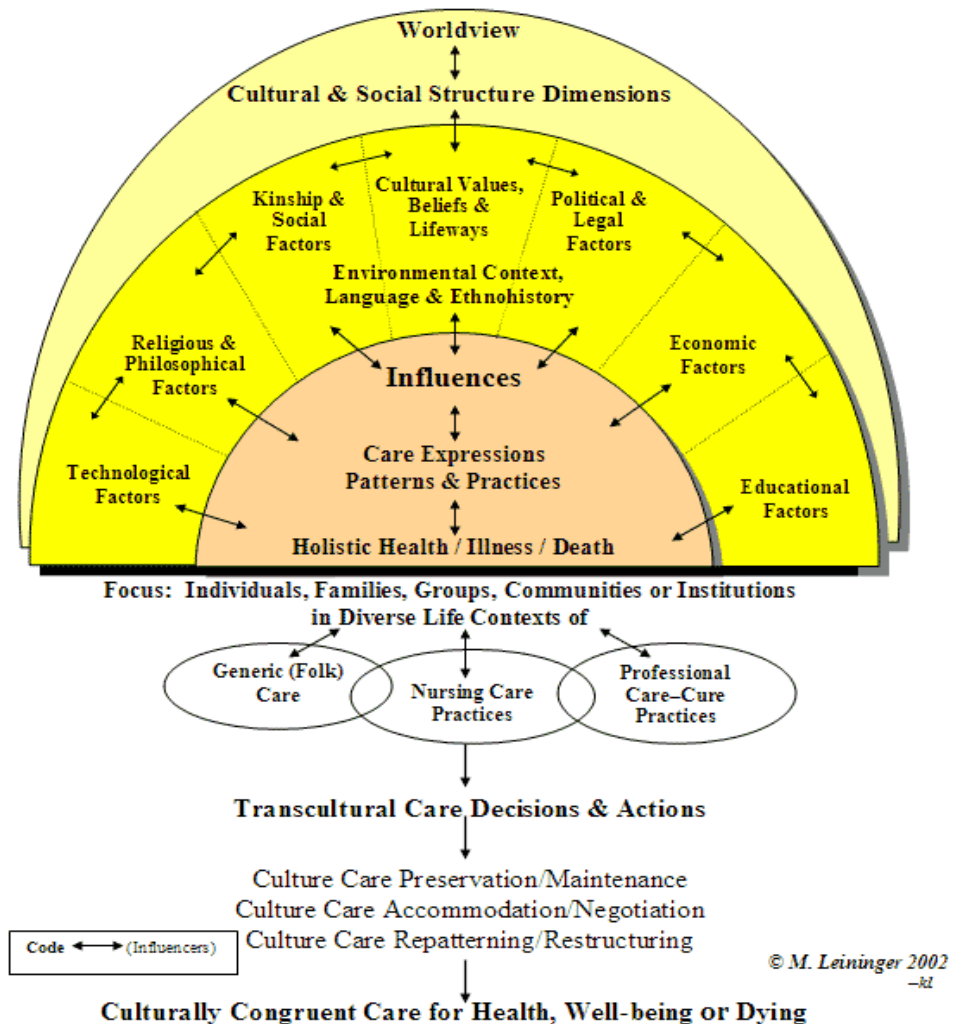 Worldview
Cultural & Social Structure Dimensions
Kinship &
Social
Factors
Cultural Values,
Beliefs &
Lifeways
Political &
Legal
Factors
Environmental Context,
Language & Ethnohistory
Religious &
Philosophical
Factors
Economic
Factors
Influences
Technological
Factors
Care Expressions
Patterns & Practices
Educational
Factors
Holistic Health / Illness / Death
Focus: Individuals, Families, Groups, Communities or Institutions
in Diverse Life Contexts of
Generic (Folk)
Care
Nursing Care
Practices
Professional
Care–Cure
Practices
Transcultural Care Decisions & Actions
Culture Care Preservation/Maintenance
Culture Care Accommodation/Negotiation
Culture Care Repatterning/Restructuring
Code (Influencers)
© M. Leininger 2002
–kl
Culturally Congruent Care for Health, Well-being or Dying